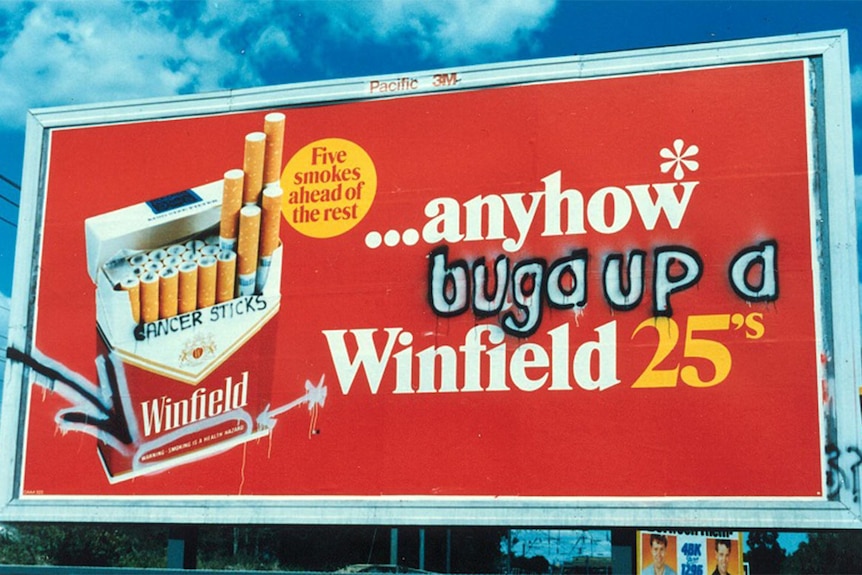 Pacific 3M
Five
smokes
ahead of
the rest
...anyhow*
buga up a
Winfield 25's
CANCER STICKS
Winfield
WARNING-SMOKING IS A HEALTH HAZARD
48K